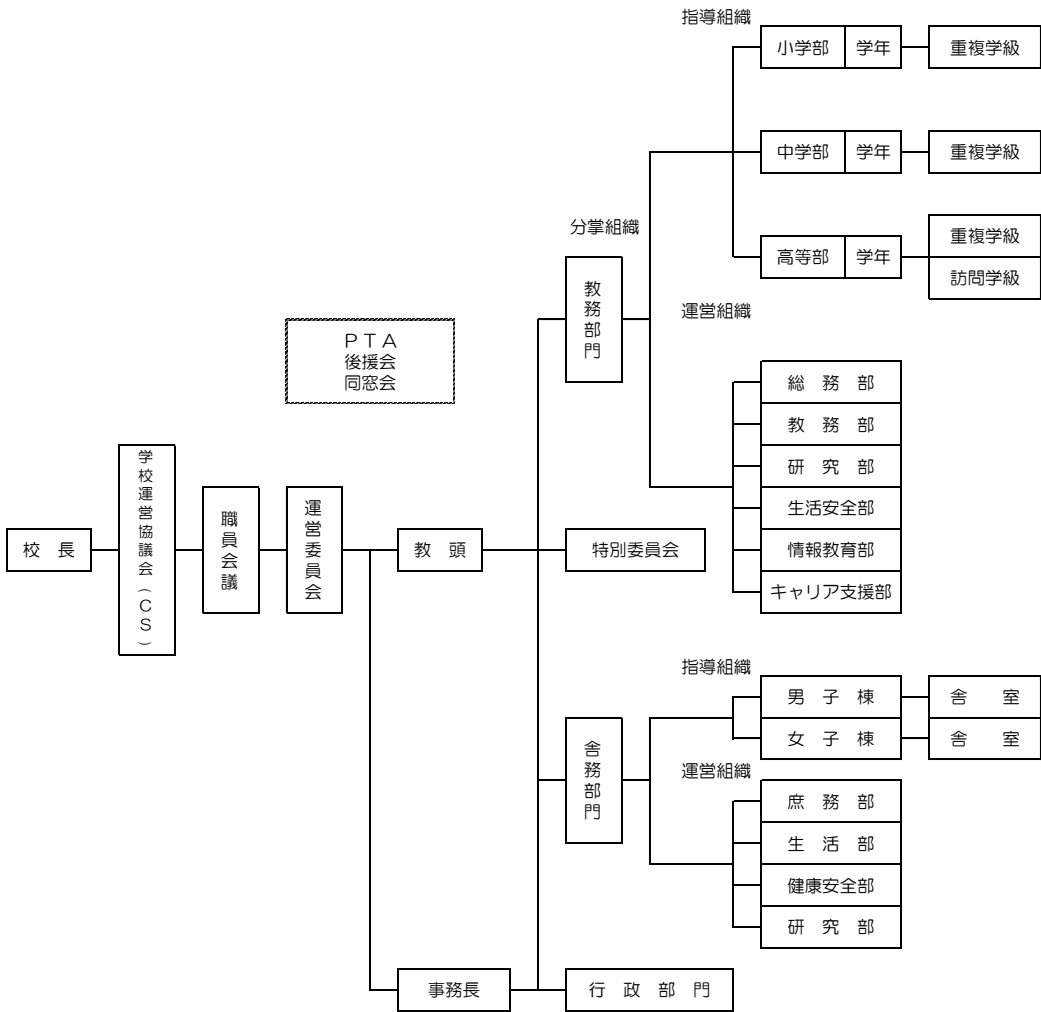 指導組織
小学部 学年 重複学級
中学部 学年 重複学級
分掌組織
重複学級
高等部 学年
訪問学級
教務部門
運営組織
ＰＴＡ
後援会
同窓会
総　務　部
教　務　部
研　究　部
生活安全部
情報教育部
キャリア支援部
校　長
学校運営協議会（ＣＳ）
職員会議
運営委員会
教　頭
特別委員会
指導組織
男　子　棟 舎　　室
女　子　棟 舎　　室
舎務部門
運営組織
庶　務　部
生　活　部
健康安全部
研　究　部
事務長
行　政　部　門